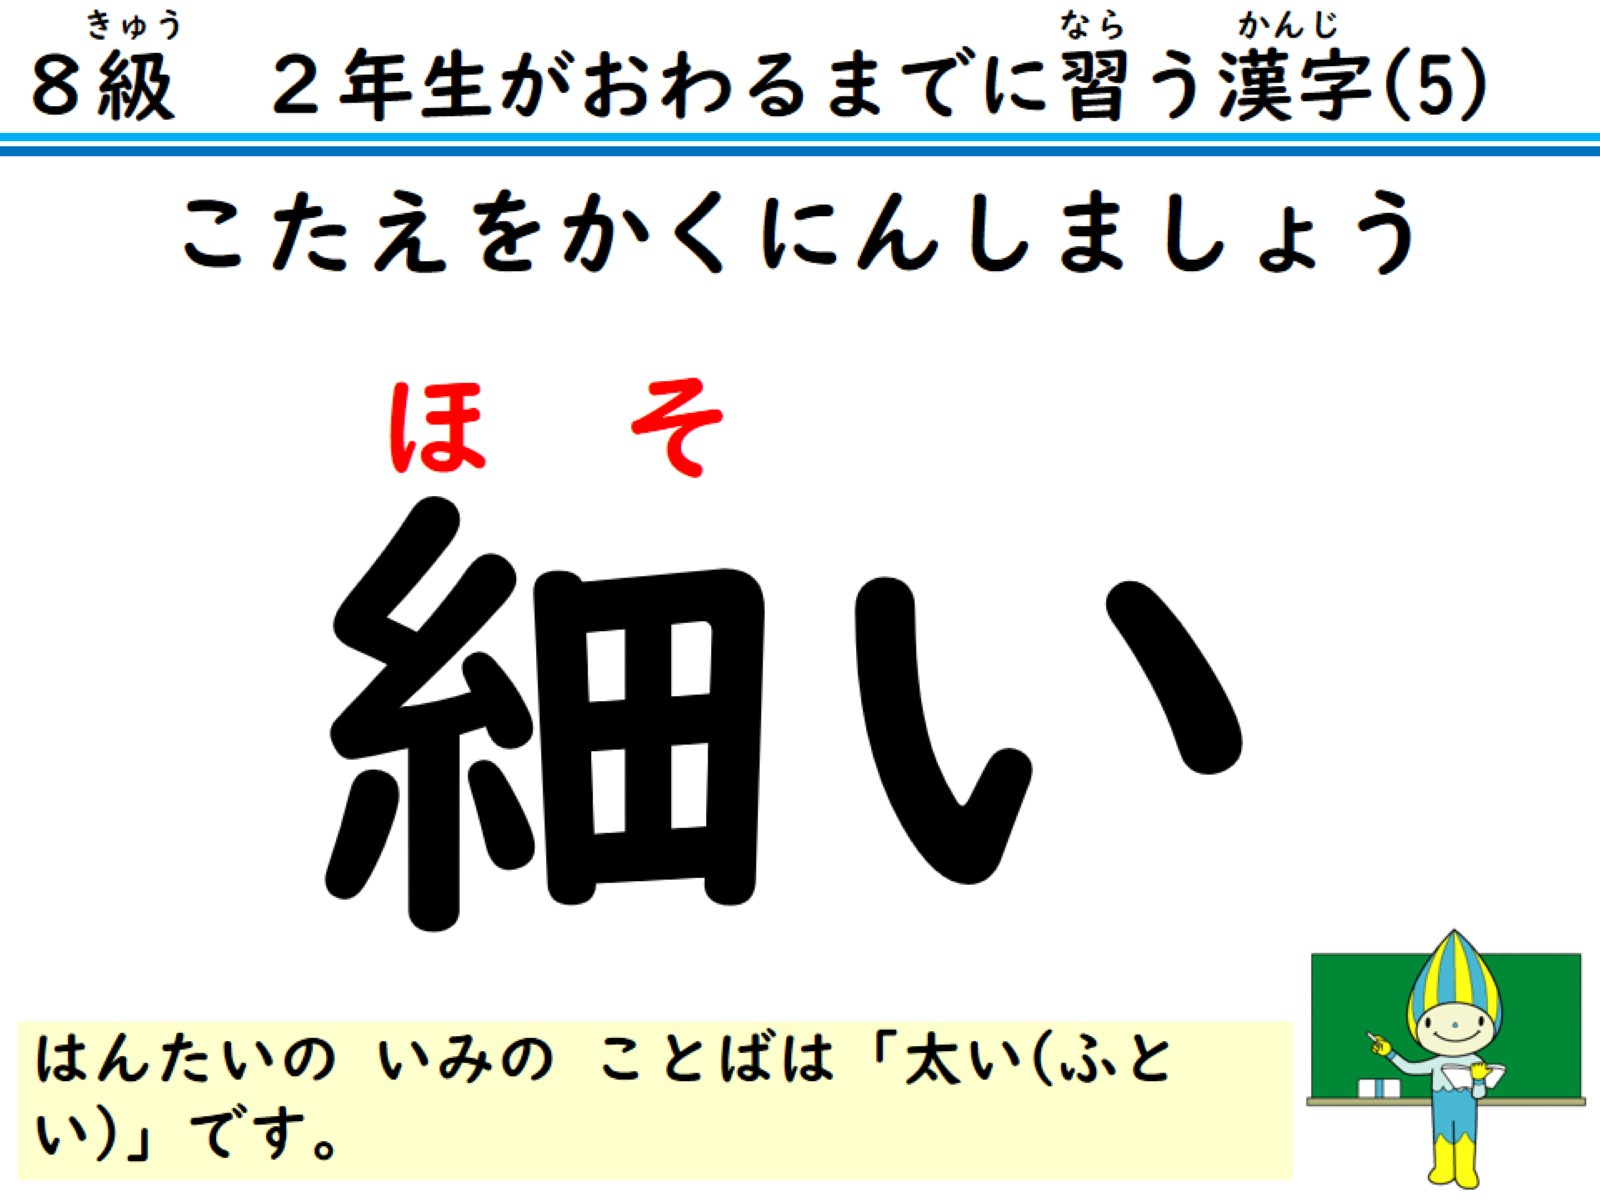 きゅう なら かんじ
８級　２年生がおわるまでに習う漢字(5)
こたえをかくにんしましょう
ほ そ
細い
はんたいの いみの ことばは「太い(ふと
い)」です。